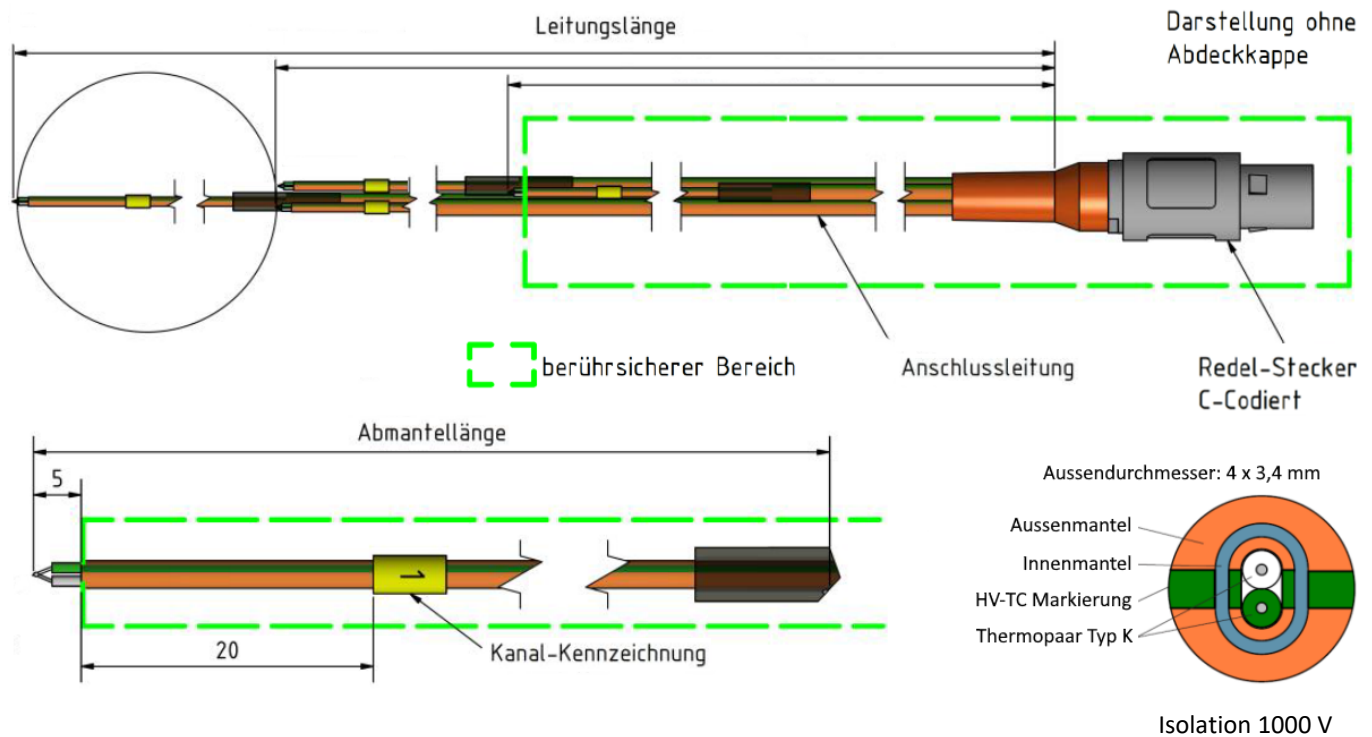 Leitungslänge
Darstellung ohne
Abdeckkappe
berührsicherer Bereich
Anschlussleitung
Redel-Stecker
C-Codiert
Abmantellänge
5
1
20
Kanal-Kennzeichnung
Aussendurchmesser: 4 x 3,4 mm
Aussenmantel
Innenmantel
HV-TC Markierung
Thermopaar Typ K
Isolation 1000 V